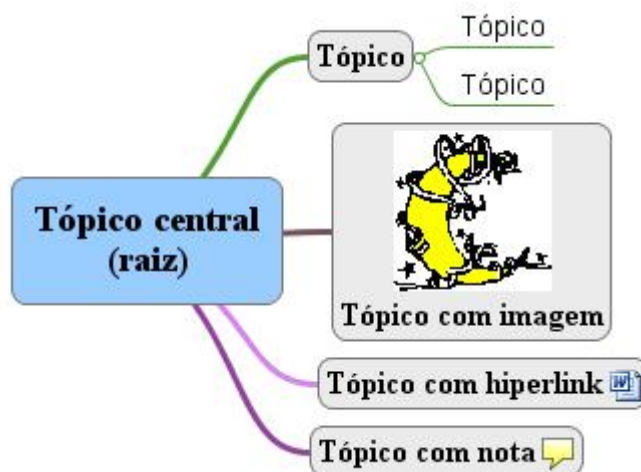 Tópico
Tópico
Tópico
Tópico central
(raiz)
Tópico com imagem
Tópico com hiperlink
Tópico com nota